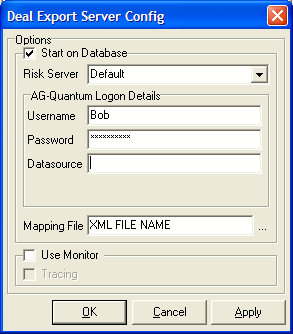 Deal Export Server Config
Options
Start on Database
Risk Server Default
AG-Quantum Logon Details
Username Bob
Password **********
Datasource
Mapping File XML FILE NAME ...
Use Monitor
Tracing
OK Cancel Apply